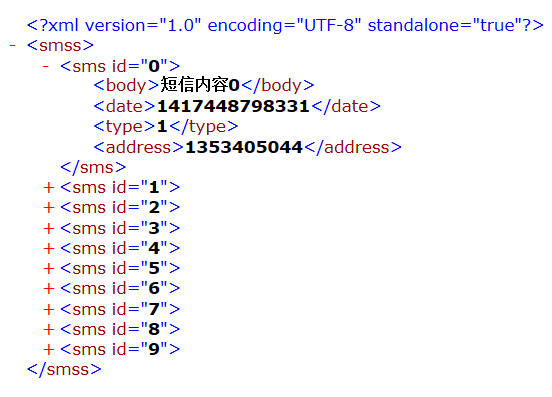 <?xml version="1.0" encoding="UTF-8" standalone="true"?>
- <smss>
- <sms id="0">
<body>短信内容0</body>
<date>1417448798331</date>
<type>1</type>
<address>1353405044</address>
</sms>
+ <sms id="1">
+ <sms id="2">
+ <sms id="3">
+ <sms id="4">
+ <sms id="5">
+ <sms id="6">
+ <sms id="7">
+ <sms id="8">
+ <sms id="9">
</smss>